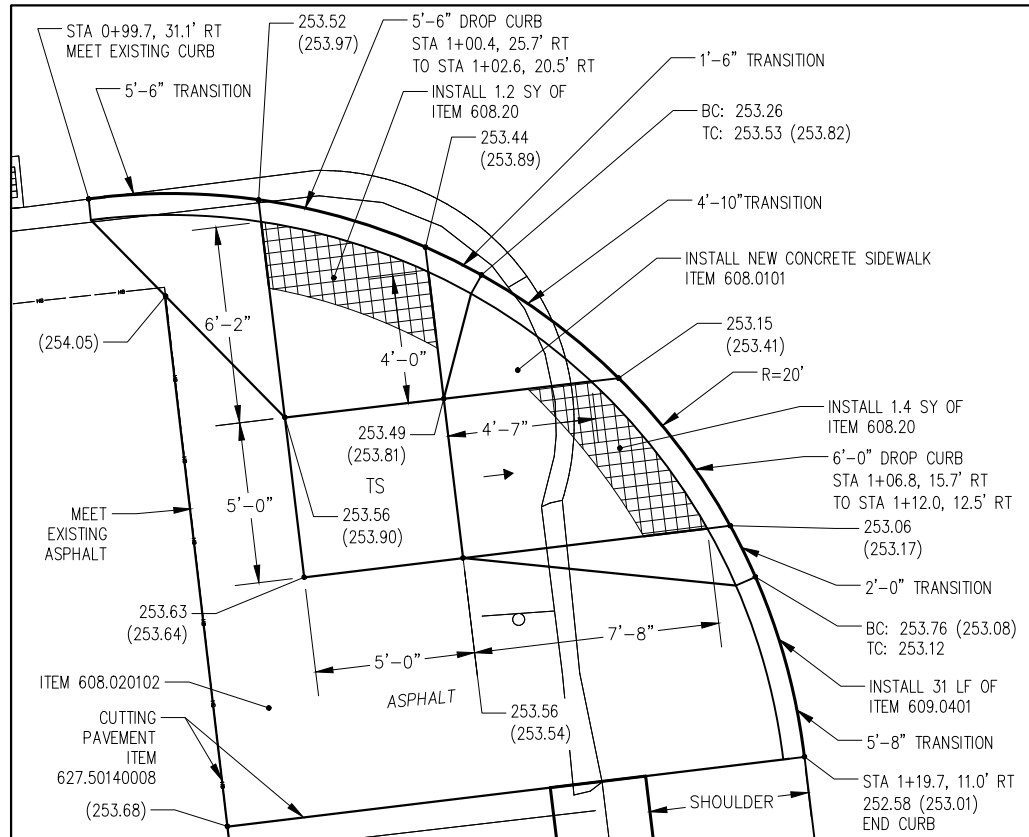 STA 0+99.7, 31.1' RT
MEET EXISTING CURB
5'-6" TRANSITION
253.52
(253.97)
5'-6" DROP CURB
STA 1+00.4, 25.7' RT
TO STA 1+02.6, 20.5' RT
INSTALL 1.2 SY OF
ITEM 608.20
253.44
(253.89)
1'-6" TRANSITION
BC: 253.26
TC: 253.53 (253.82)
4'-10" TRANSITION
INSTALL NEW CONCRETE SIDEWALK
ITEM 608.0101
253.15
(253.41)
R=20'
INSTALL 1.4 SY OF
ITEM 608.20
6'-0" DROP CURB
STA 1+06.8, 15.7' RT
TO STA 1+12.0, 12.5' RT
253.06
(253.17)
2'-0" TRANSITION
BC: 253.76 (253.08)
TC: 253.12
INSTALL 31 LF OF
ITEM 609.0401
5'-8" TRANSITION
STA 1+19.7, 11.0' RT
252.58 (253.01)
END CURB
(254.05)
6'-2"
4'-0"
253.49
(253.81)
4'-7"
TS
5'-0"
253.56
(253.90)
MEET
EXISTING
ASPHALT
253.63
(253.64)
5'-0"
7'-8"
ITEM 608.020102
ASPHALT
253.56
(253.54)
CUTTING
PAVEMENT
ITEM
627.50140008
(253.68)
SHOULDER